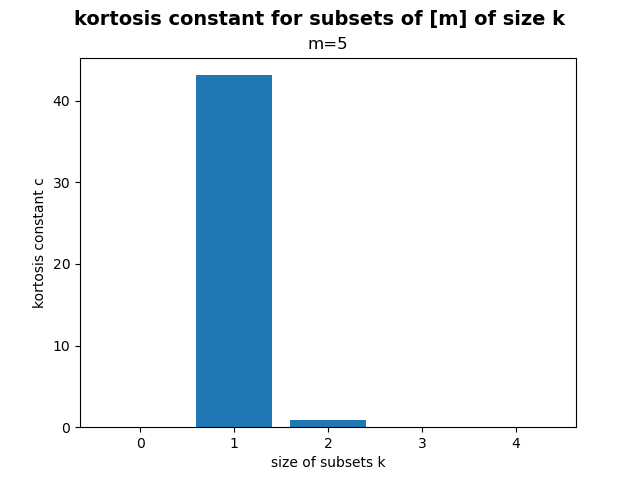 kortosis constant for subsets of [m] of size k
m=5
kortosis constant c
40
30
20
10
0
0 1 2 3 4
size of subsets k